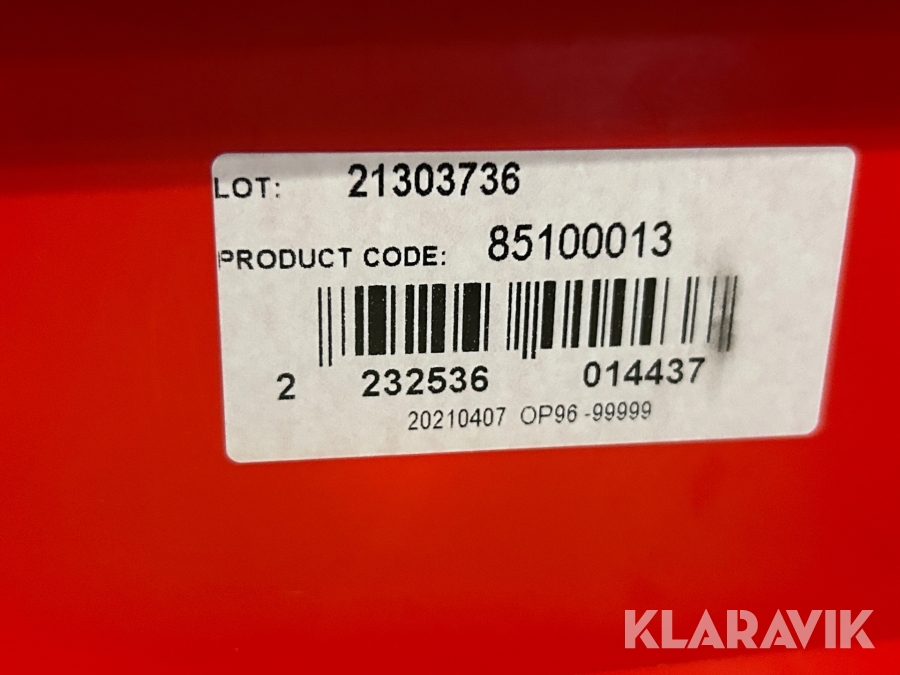 LOT: 21303736
PRODUCT CODE: 85100013
2 232536 014437
20210407 OP96 -99999
KLARAVIK